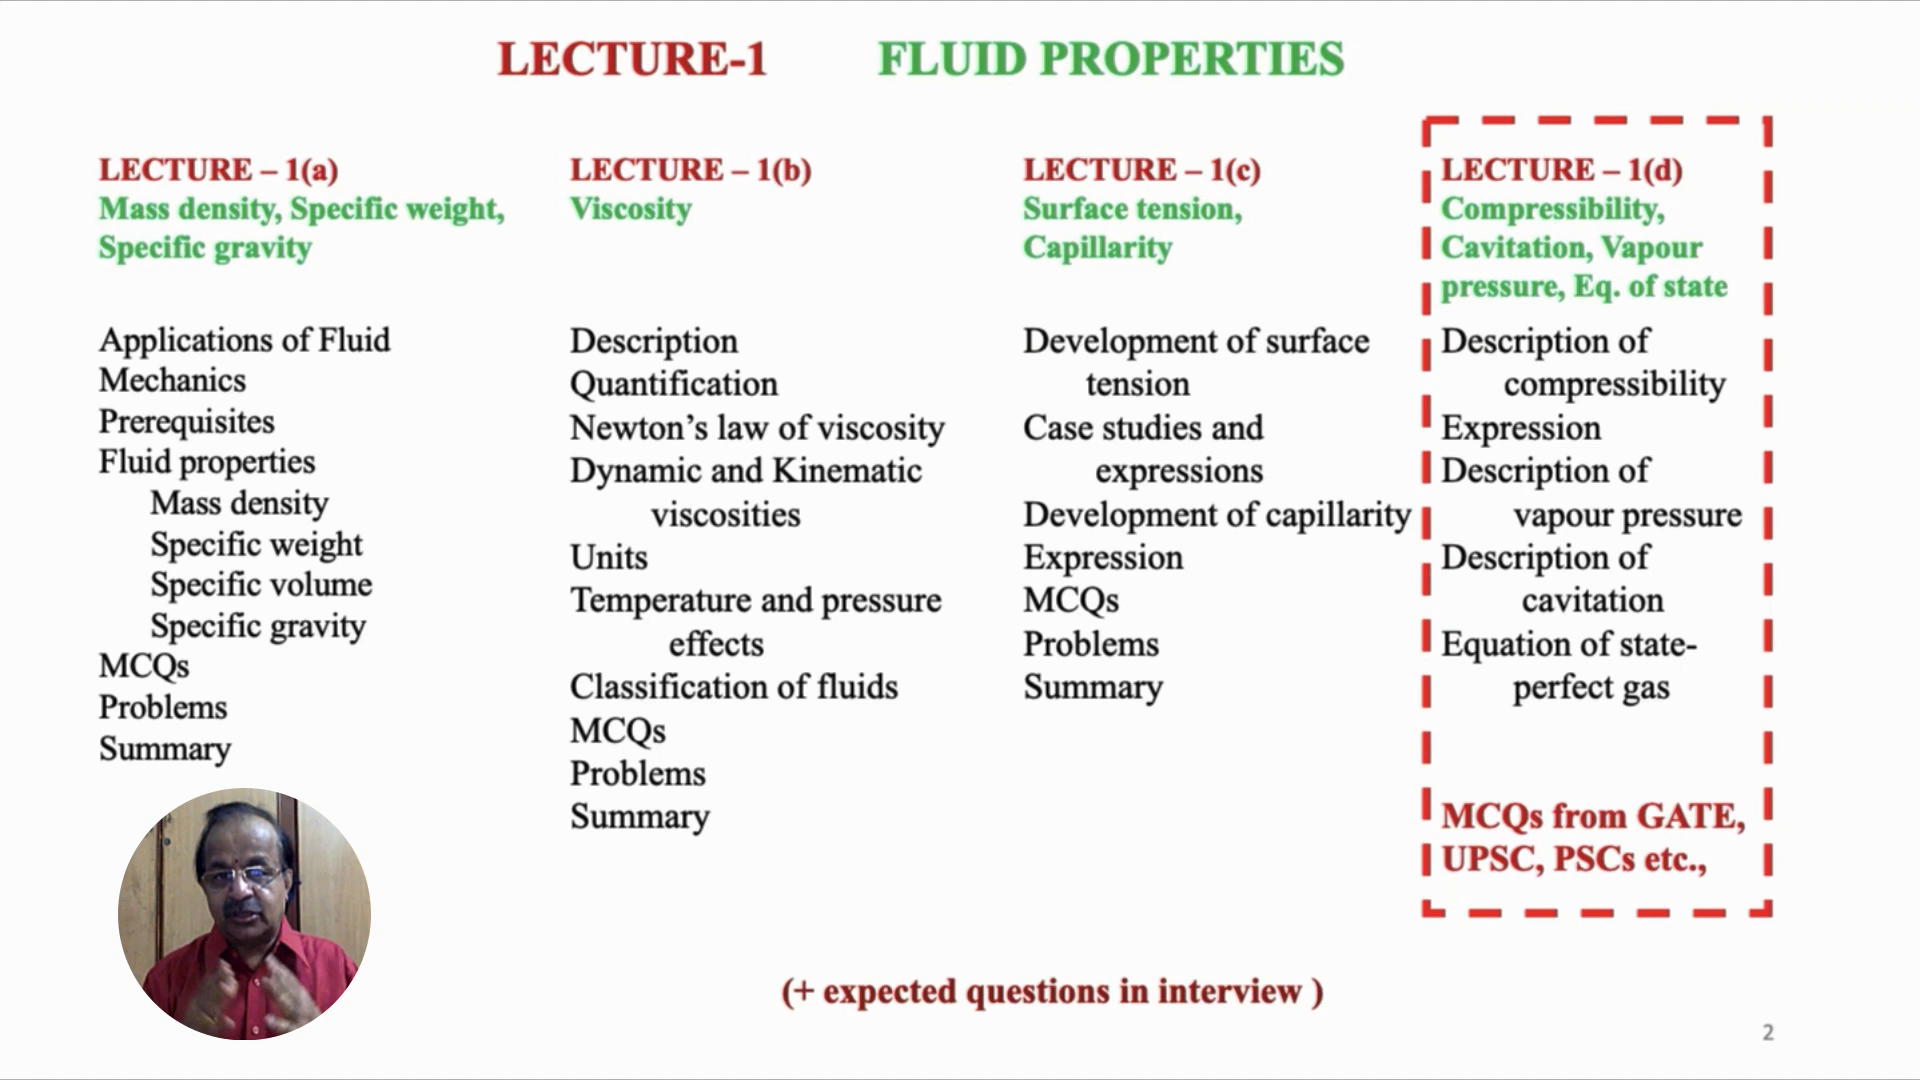 LECTURE-1 FLUID PROPERTIES
LECTURE – 1(a)
Mass density, Specific weight,
Specific gravity
Applications of Fluid
Mechanics
Prerequisites
Fluid properties
Mass density
Specific weight
Specific volume
Specific gravity
MCQs
Problems
Summary
LECTURE – 1(b)
Viscosity
Description
Quantification
Newton’s law of viscosity
Dynamic and Kinematic
viscosities
Units
Temperature and pressure
effects
Classification of fluids
MCQs
Problems
Summary
LECTURE – 1(c)
Surface tension,
Capillarity
Development of surface
tension
Case studies and
expressions
Development of capillarity
Expression
MCQs
Problems
Summary
LECTURE – 1(d)
Compressibility,
Cavitation, Vapour
pressure, Eq. of state
Description of
compressibility
Expression
Description of
vapour pressure
Description of
cavitation
Equation of state-
perfect gas
MCQs from GATE,
UPSC, PSCs etc.,
(+ expected questions in interview )
2